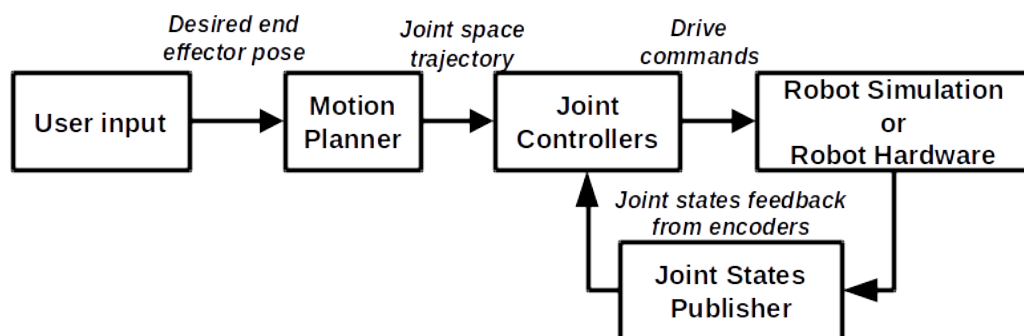 Desired end
effector pose
Joint space
trajectory
Drive
commands
User input
Motion
Planner
Joint
Controllers
Robot Simulation
or
Robot Hardware
Joint states feedback
from encoders
Joint States
Publisher